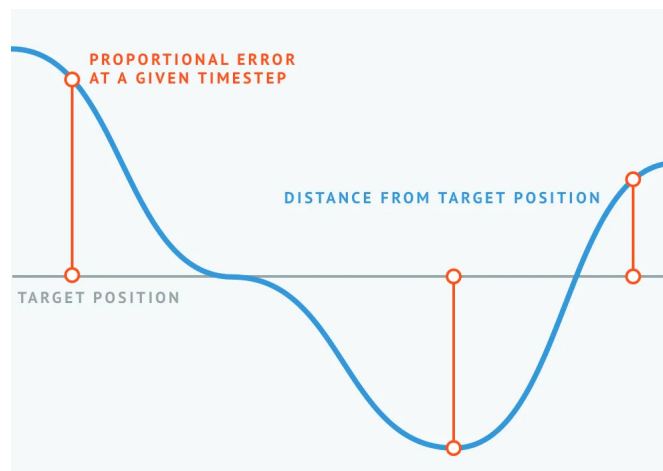 PROPORTIONAL ERROR
AT A GIVEN TIMESTEP
DISTANCE FROM TARGET POSITION
TARGET POSITION